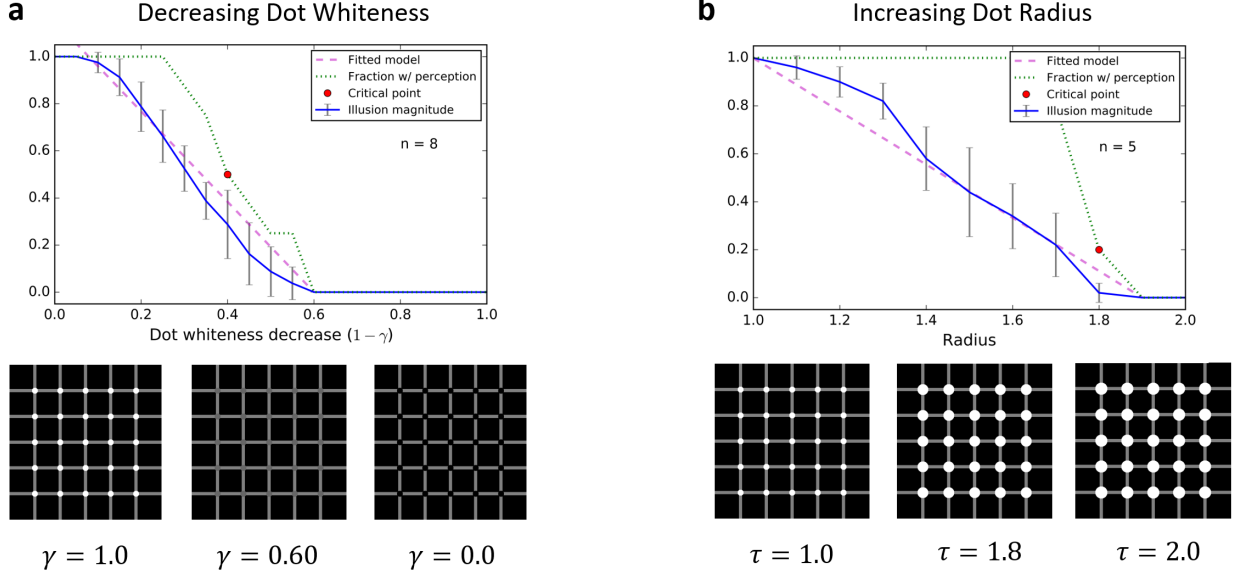 a
Decreasing Dot Whiteness
1.0
0.8
0.6
0.4
0.2
0.0
Fitted model
Fraction w/ perception
Critical point
Illusion magnitude
n = 8
0.0 0.2 0.4 0.6 0.8 1.0
Dot whiteness decrease (1 − γ)
γ = 1.0
γ = 0.60
γ = 0.0
b
Increasing Dot Radius
1.0
0.8
0.6
0.4
0.2
0.0
Fitted model
Fraction w/ perception
Critical point
Illusion magnitude
n = 5
1.0 1.2 1.4 1.6 1.8 2.0
Radius
τ = 1.0
τ = 1.8
τ = 2.0